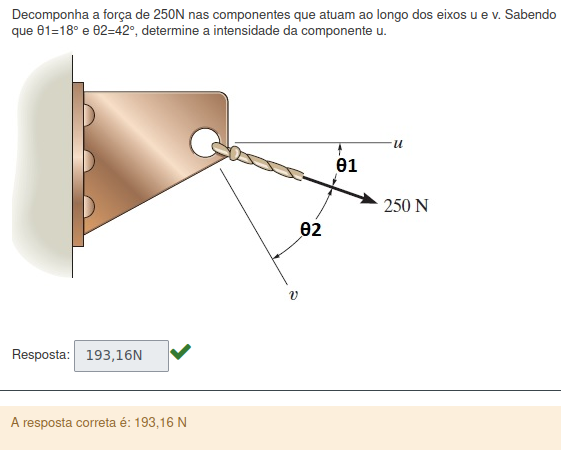 Decomponha a força de 250N nas componentes que atuam ao longo dos eixos u e v. Sabendo
que θ1=18° e θ2=42°, determine a intensidade da componente u.
u
θ1
250 N
θ2
v
Resposta: 193,16N
A resposta correta é: 193,16 N